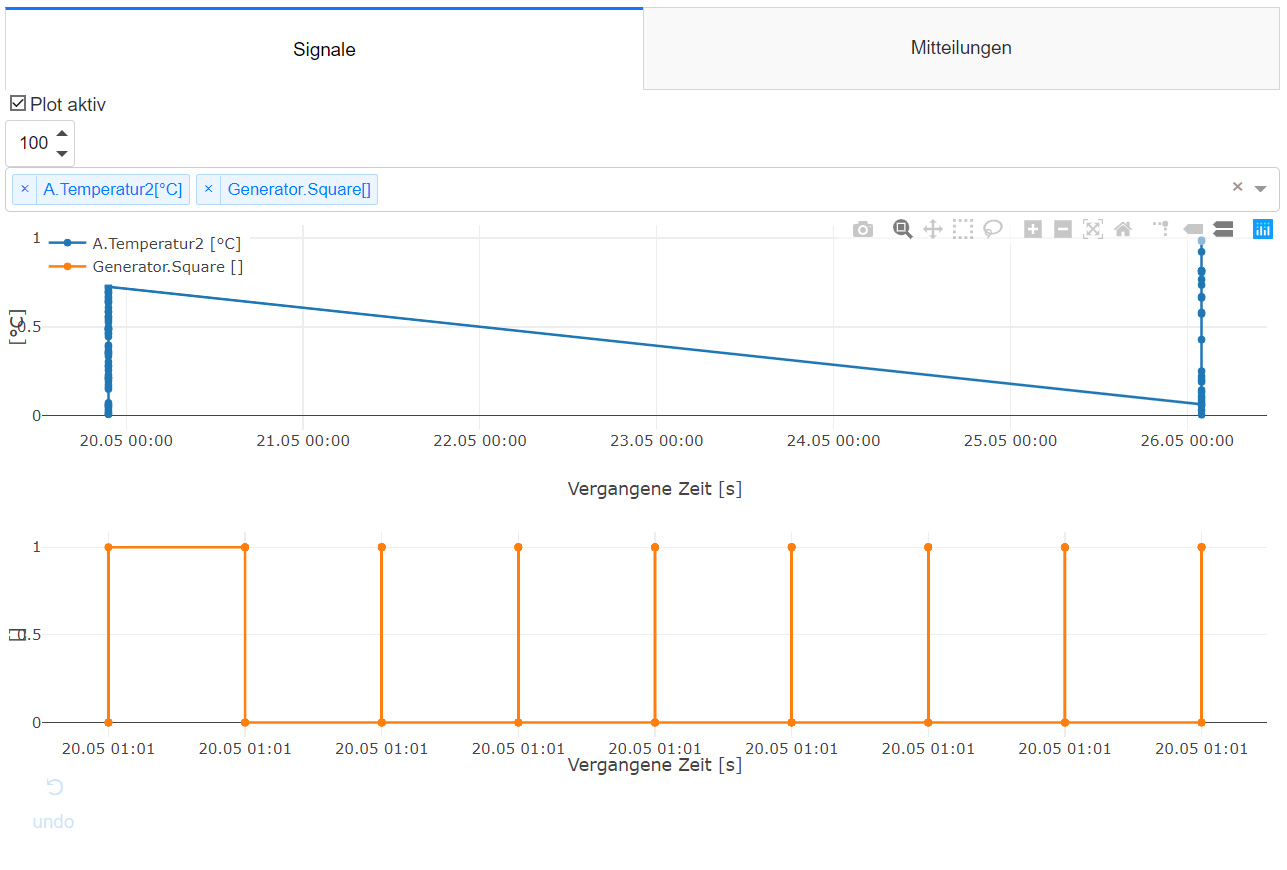 Signale
Mitteilungen
Plot aktiv
100
× A.Temperatur2[°C] × Generator.Square[] ×
A.Temperatur2 [°C]
Generator.Square []
1
0.5
0
[°C]
20.05 00:00 21.05 00:00 22.05 00:00 23.05 00:00 24.05 00:00 25.05 00:00 26.05 00:00
Vergangene Zeit [s]
1
0.5
0
[]
20.05 01:01 20.05 01:01 20.05 01:01 20.05 01:01 20.05 01:01 20.05 01:01 20.05 01:01 20.05 01:01 20.05 01:01
Vergangene Zeit [s]
undo